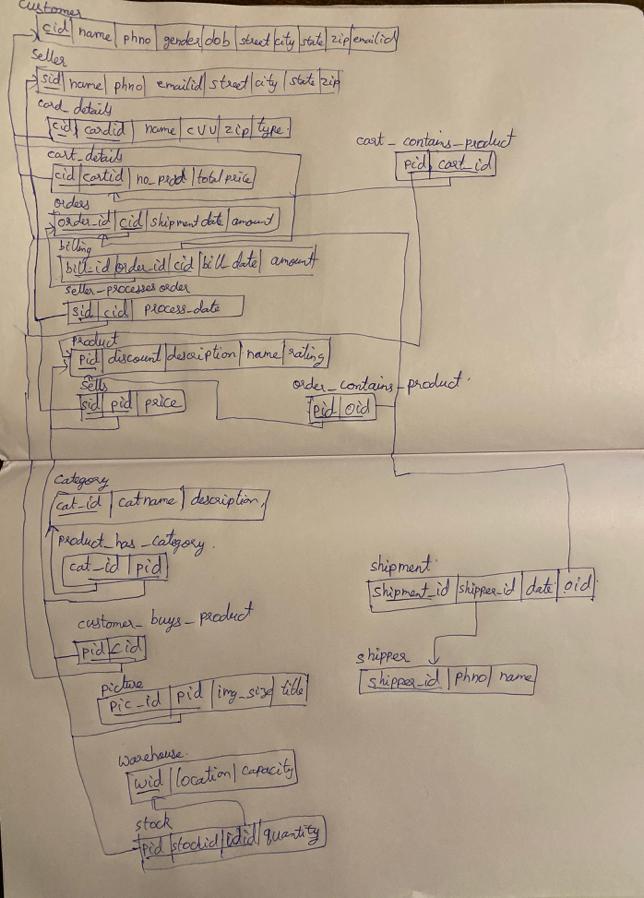 customer
cid name phno gender dob street city state zip emailid
seller
sid name phno emailid street city state zip
card_details
cid cardid name cvv zip type
cart_contains_product
pid cart_id
cart_details
cid cartid no_prod total price
orders
order_id cid shipment date amount
billing
bill_id order_id cid bill_date amount
seller_processes order
sid cid process_date
product
pid discount description name rating
sells
sid pid price
order_contains_product
pid oid
category
cat_id catname description
product_has_category
cat_id pid
shipment
shipment_id shipper_id date oid
customer_buys_product
pid cid
shipper
shipper_id phno name
picture
pic_id pid img_size title
warehouse
wid location capacity
stock
pid stockid quantity